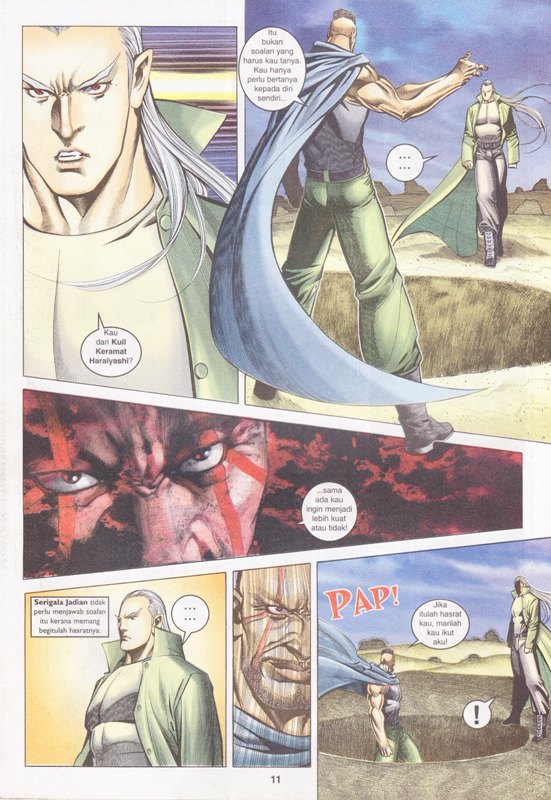 Kau
dari Kuil
Keramat
Haraiyashi?
Itu
bukan
soalan yang
harus kau tanya.
Kau hanya
perlu bertanya
kepada diri
sendiri...
...
...
...sama
ada kau
ingin menjadi
lebih kuat
atau tidak!
Serigala Jadian tidak
perlu menjawab soalan
itu kerana memang
begitulah hasratnya.
...
...
PAP!
Jika
itulah hasrat
kau, marilah
kau ikut
aku!
!
11